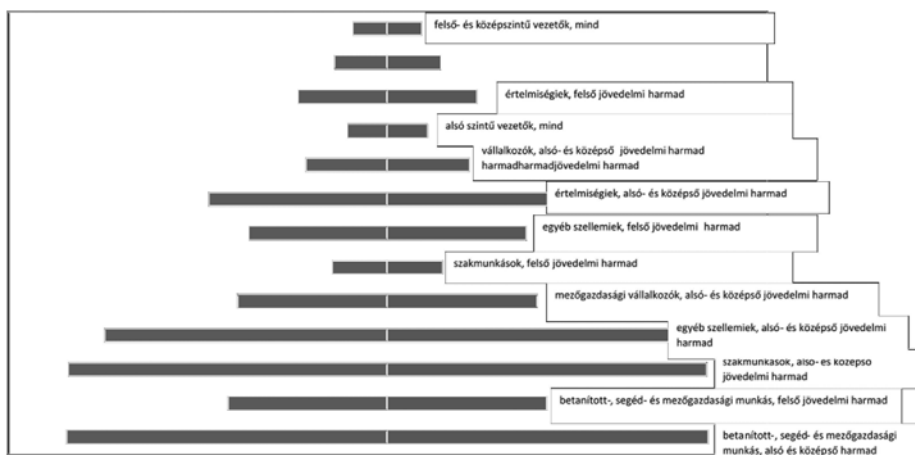 felső- és középszintű vezetők, mind
értelmiségiek, felső jövedelmi harmad
alsó szintű vezetők, mind
vállalkozók, alsó- és középső jövedelmi harmad
harmadharmadjövedelmi harmad
értelmiségiek, alsó- és középső jövedelmi harmad
egyéb szellemiek, felső jövedelmi harmad
szakmunkások, felső jövedelmi harmad
mezőgazdasági vállalkozók, alsó- és középső jövedelmi harmad
egyéb szellemiek, alsó- és középső jövedelmi
harmad
szakmunkások, alsó- és középső
jövedelmi harmad
betanított-, segéd- és mezőgazdasági munkás, felső jövedelmi harmad
betanított-, segéd- és mezőgazdasági
munkás, alsó és középső harmad